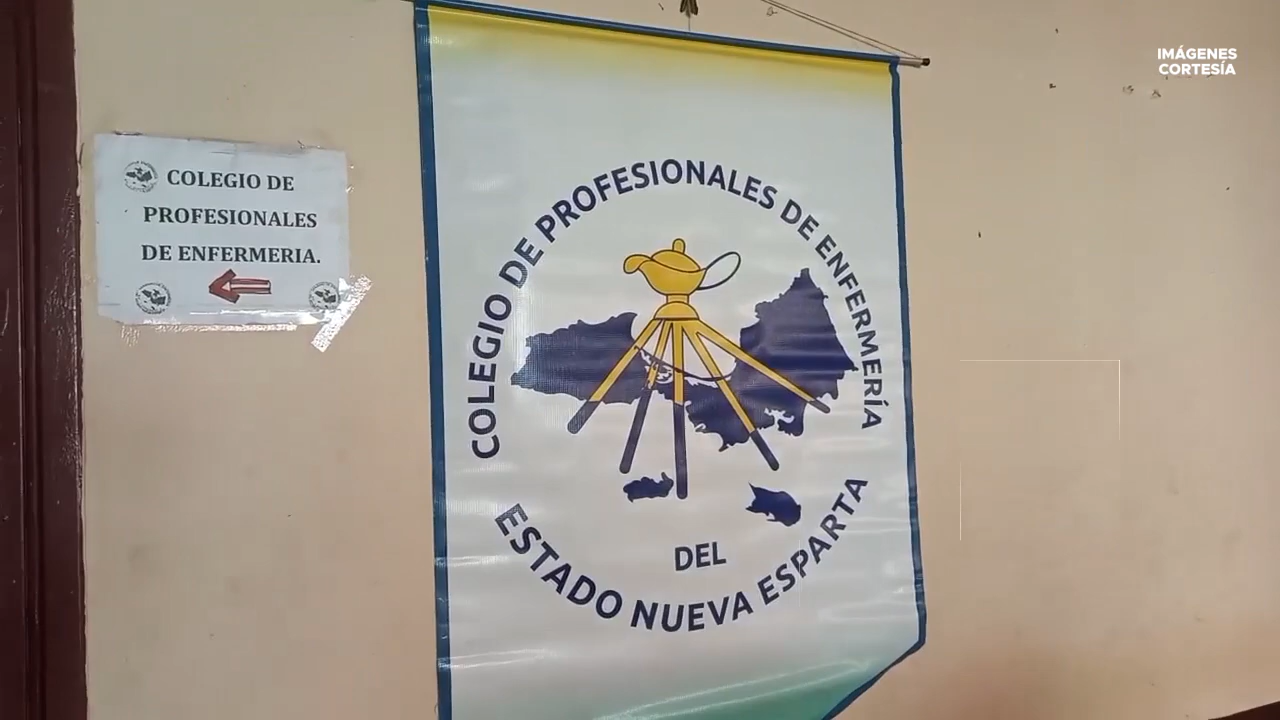 IMÁGENES
CORTESÍA
COLEGIO DE
PROFESIONALES
DE ENFERMERIA.
COLEGIO DE PROFESIONALES DE ENFERMERÍA
DEL
ESTADO NUEVA ESPARTA